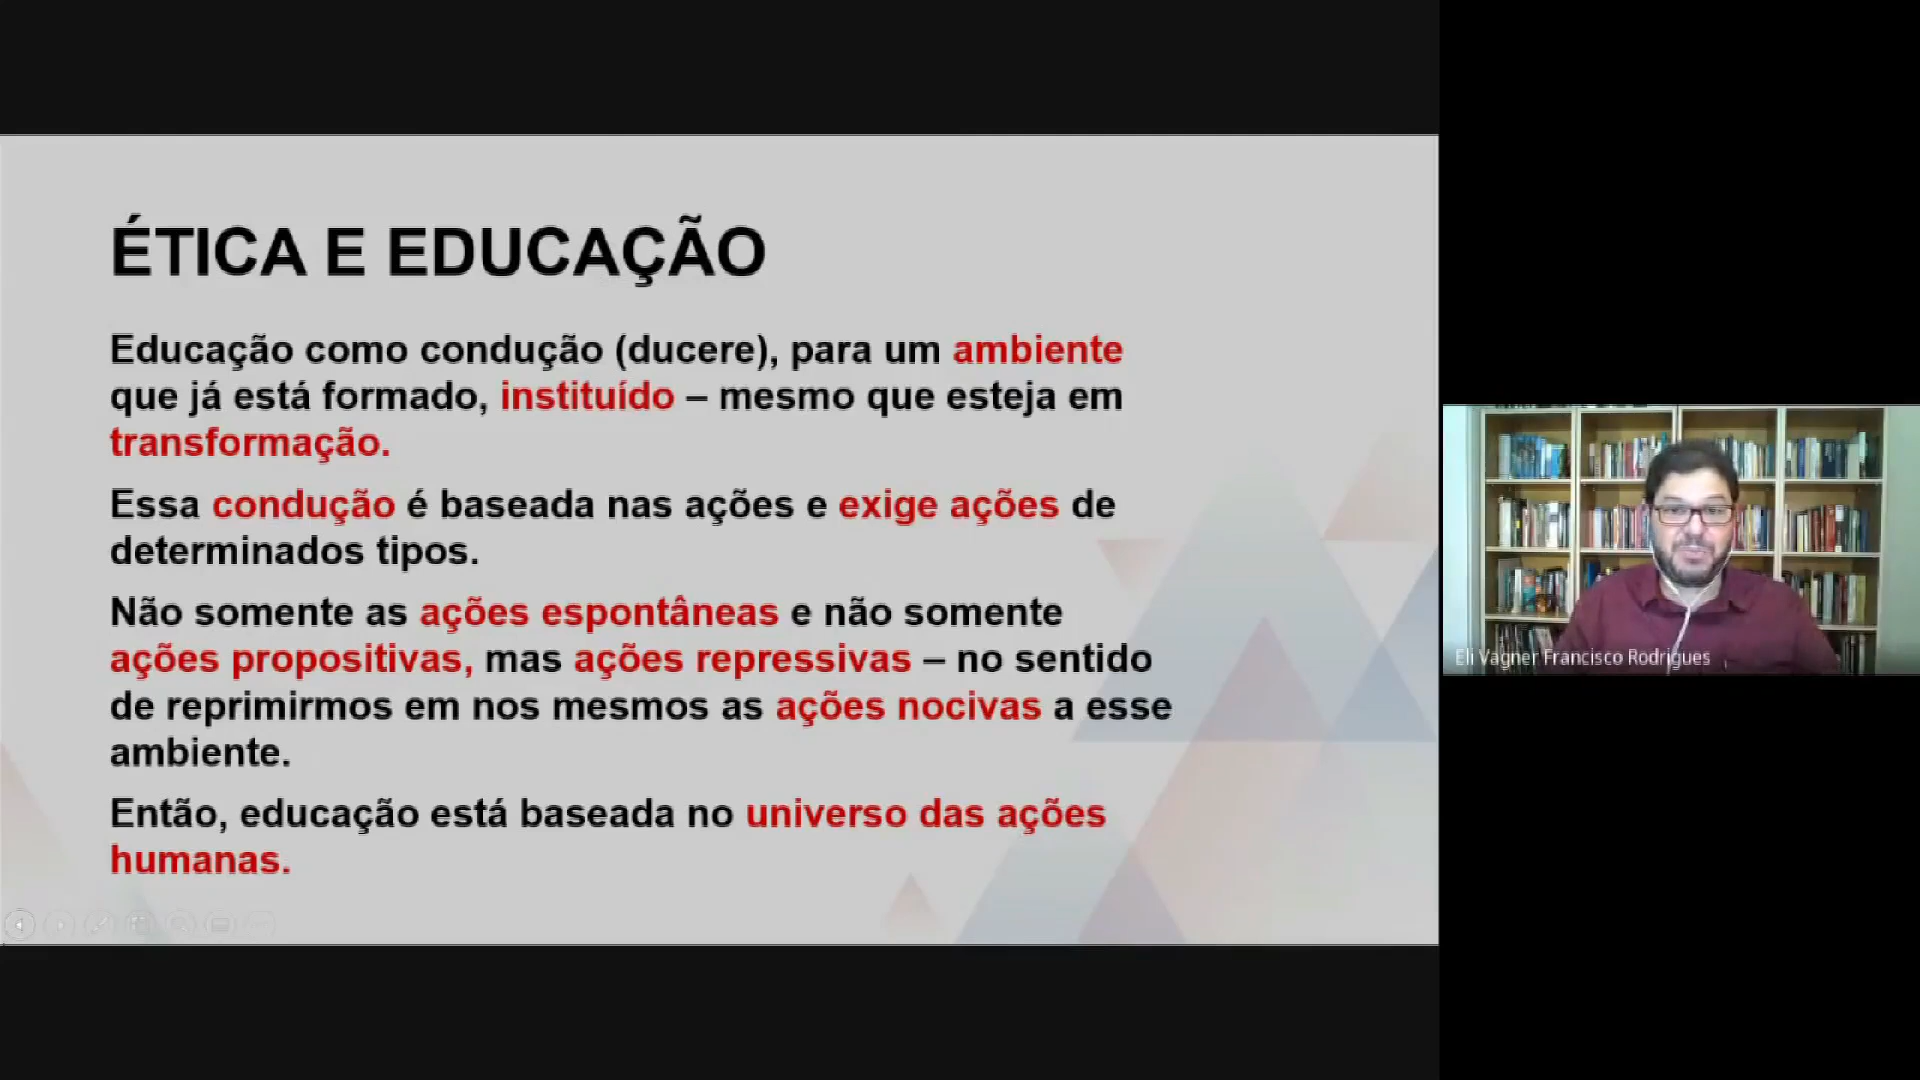 ÉTICA E EDUCAÇÃO
Educação como condução (ducere), para um ambiente
que já está formado, instituído – mesmo que esteja em
transformação.
Essa condução é baseada nas ações e exige ações de
determinados tipos.
Não somente as ações espontâneas e não somente
ações propositivas, mas ações repressivas – no sentido
de reprimirmos em nos mesmos as ações nocivas a esse
ambiente.
Então, educação está baseada no universo das ações
humanas.
Eli Vagner Francisco Rodrigues